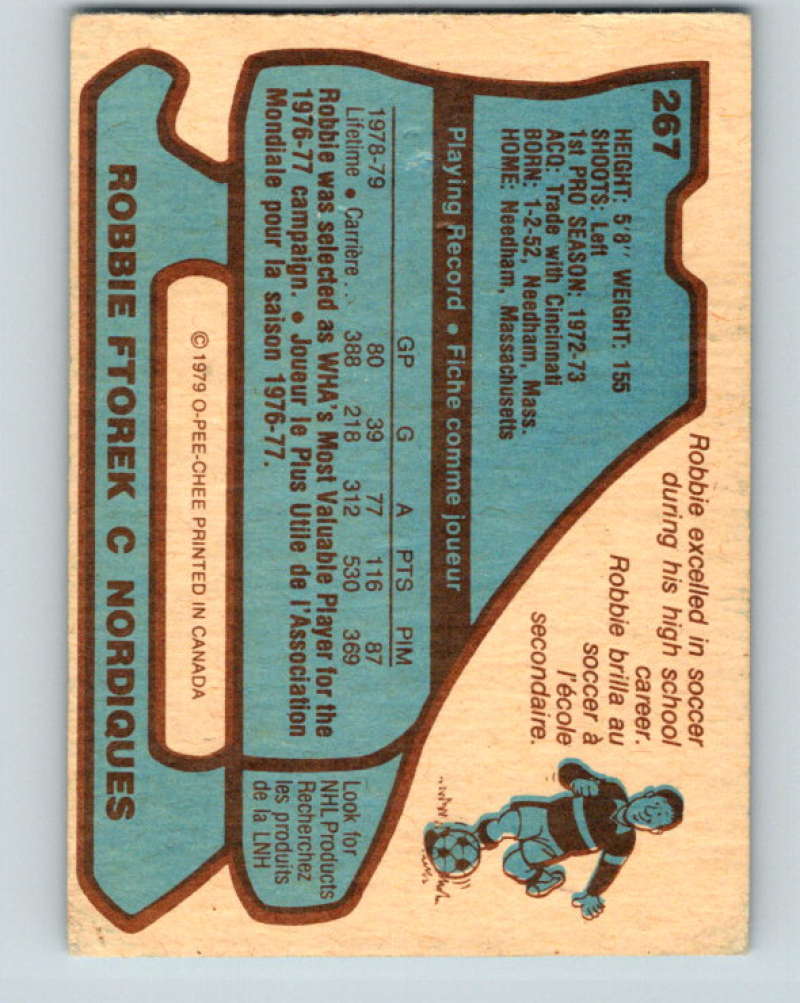 267
HEIGHT: 5'8" WEIGHT: 155
SHOOTS: Left
1st PRO SEASON: 1972-73
ACQ: Trade with Cincinnati
BORN: 1-2-52, Needham, Mass.
HOME: Needham, Massachusetts
Robbie excelled in soccer
during his high school
career.
Robbie brilla au
soccer à
l'école
secondaire.
Playing Record • Fiche comme joueur
GP G A PTS PIM
1978-79 80 39 77 116 87
Lifetime • Carrière . . 388 218 312 530 369
Robbie was selected as WHA's Most Valuable Player for the
1976-77 campaign. • Joueur le Plus Utile de l'Association
Mondiale pour la saison 1976-77.
Look for
NHL Products
Recherchez
les produits
de la LNH
© 1979 O-PEE-CHEE PRINTED IN CANADA
ROBBIE FTOREK C NORDIQUES